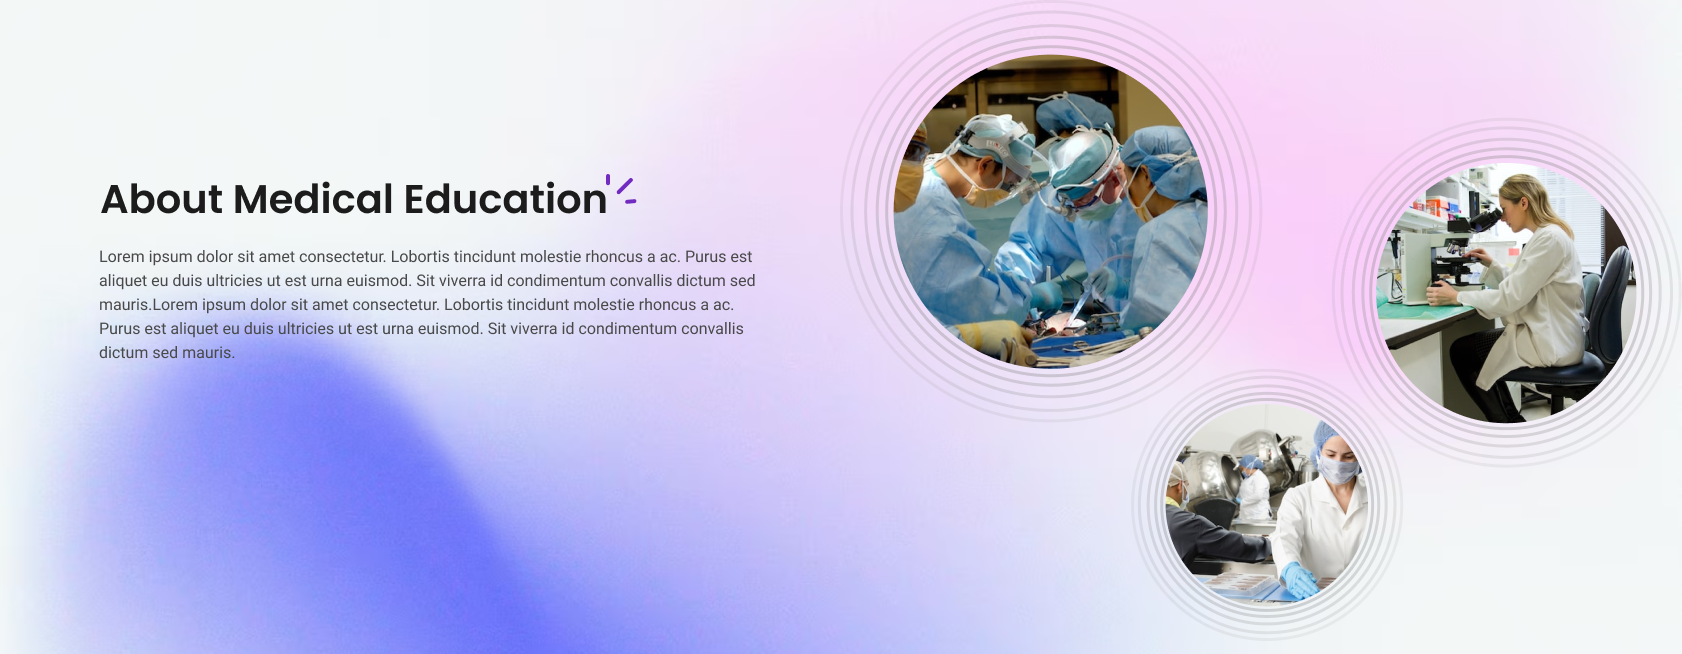 About Medical Education
Lorem ipsum dolor sit amet consectetur. Lobortis tincidunt molestie rhoncus a ac. Purus est
aliquet eu duis ultricies ut est urna euismod. Sit viverra id condimentum convallis dictum sed
mauris.Lorem ipsum dolor sit amet consectetur. Lobortis tincidunt molestie rhoncus a ac.
Purus est aliquet eu duis ultricies ut est urna euismod. Sit viverra id condimentum convallis
dictum sed mauris.